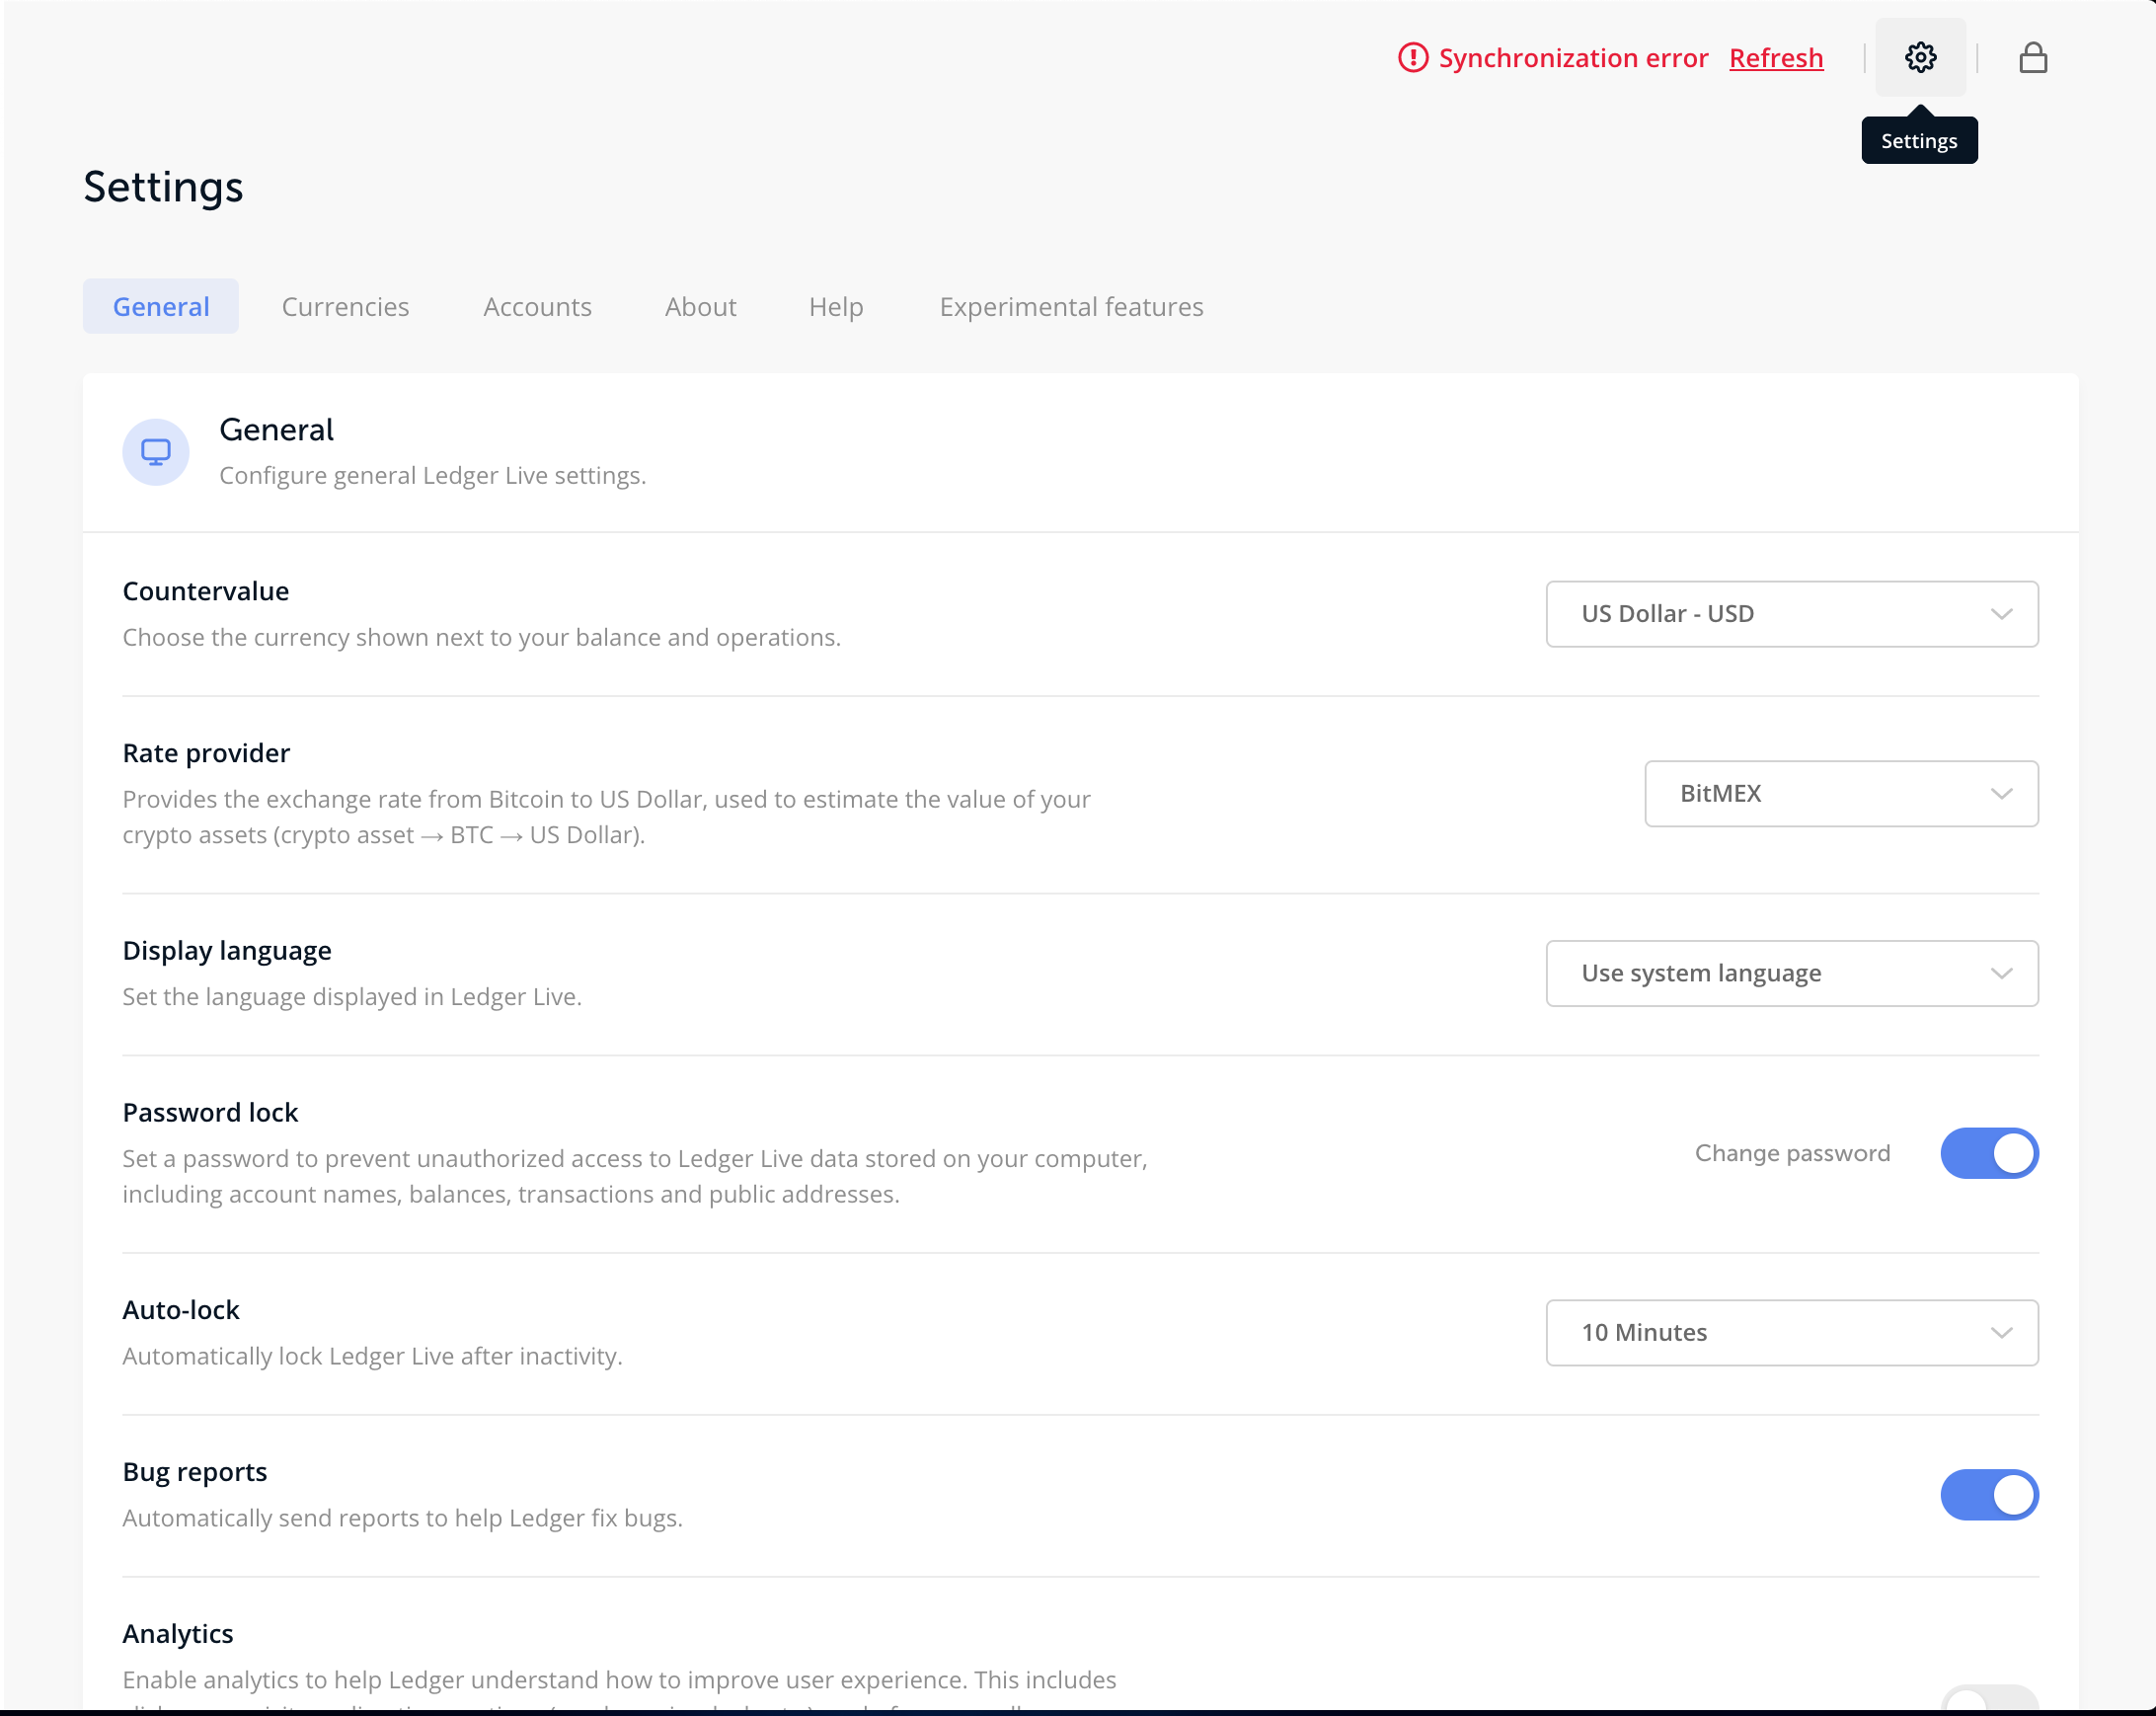 Synchronization error Refresh
Settings
Settings
General Currencies Accounts About Help Experimental features
General
Configure general Ledger Live settings.
Countervalue
Choose the currency shown next to your balance and operations.
US Dollar - USD
Rate provider
Provides the exchange rate from Bitcoin to US Dollar, used to estimate the value of your
crypto assets (crypto asset → BTC → US Dollar).
BitMEX
Display language
Set the language displayed in Ledger Live.
Use system language
Password lock
Set a password to prevent unauthorized access to Ledger Live data stored on your computer,
including account names, balances, transactions and public addresses.
Change password
Auto-lock
Automatically lock Ledger Live after inactivity.
10 Minutes
Bug reports
Automatically send reports to help Ledger fix bugs.
Analytics
Enable analytics to help Ledger understand how to improve user experience. This includes